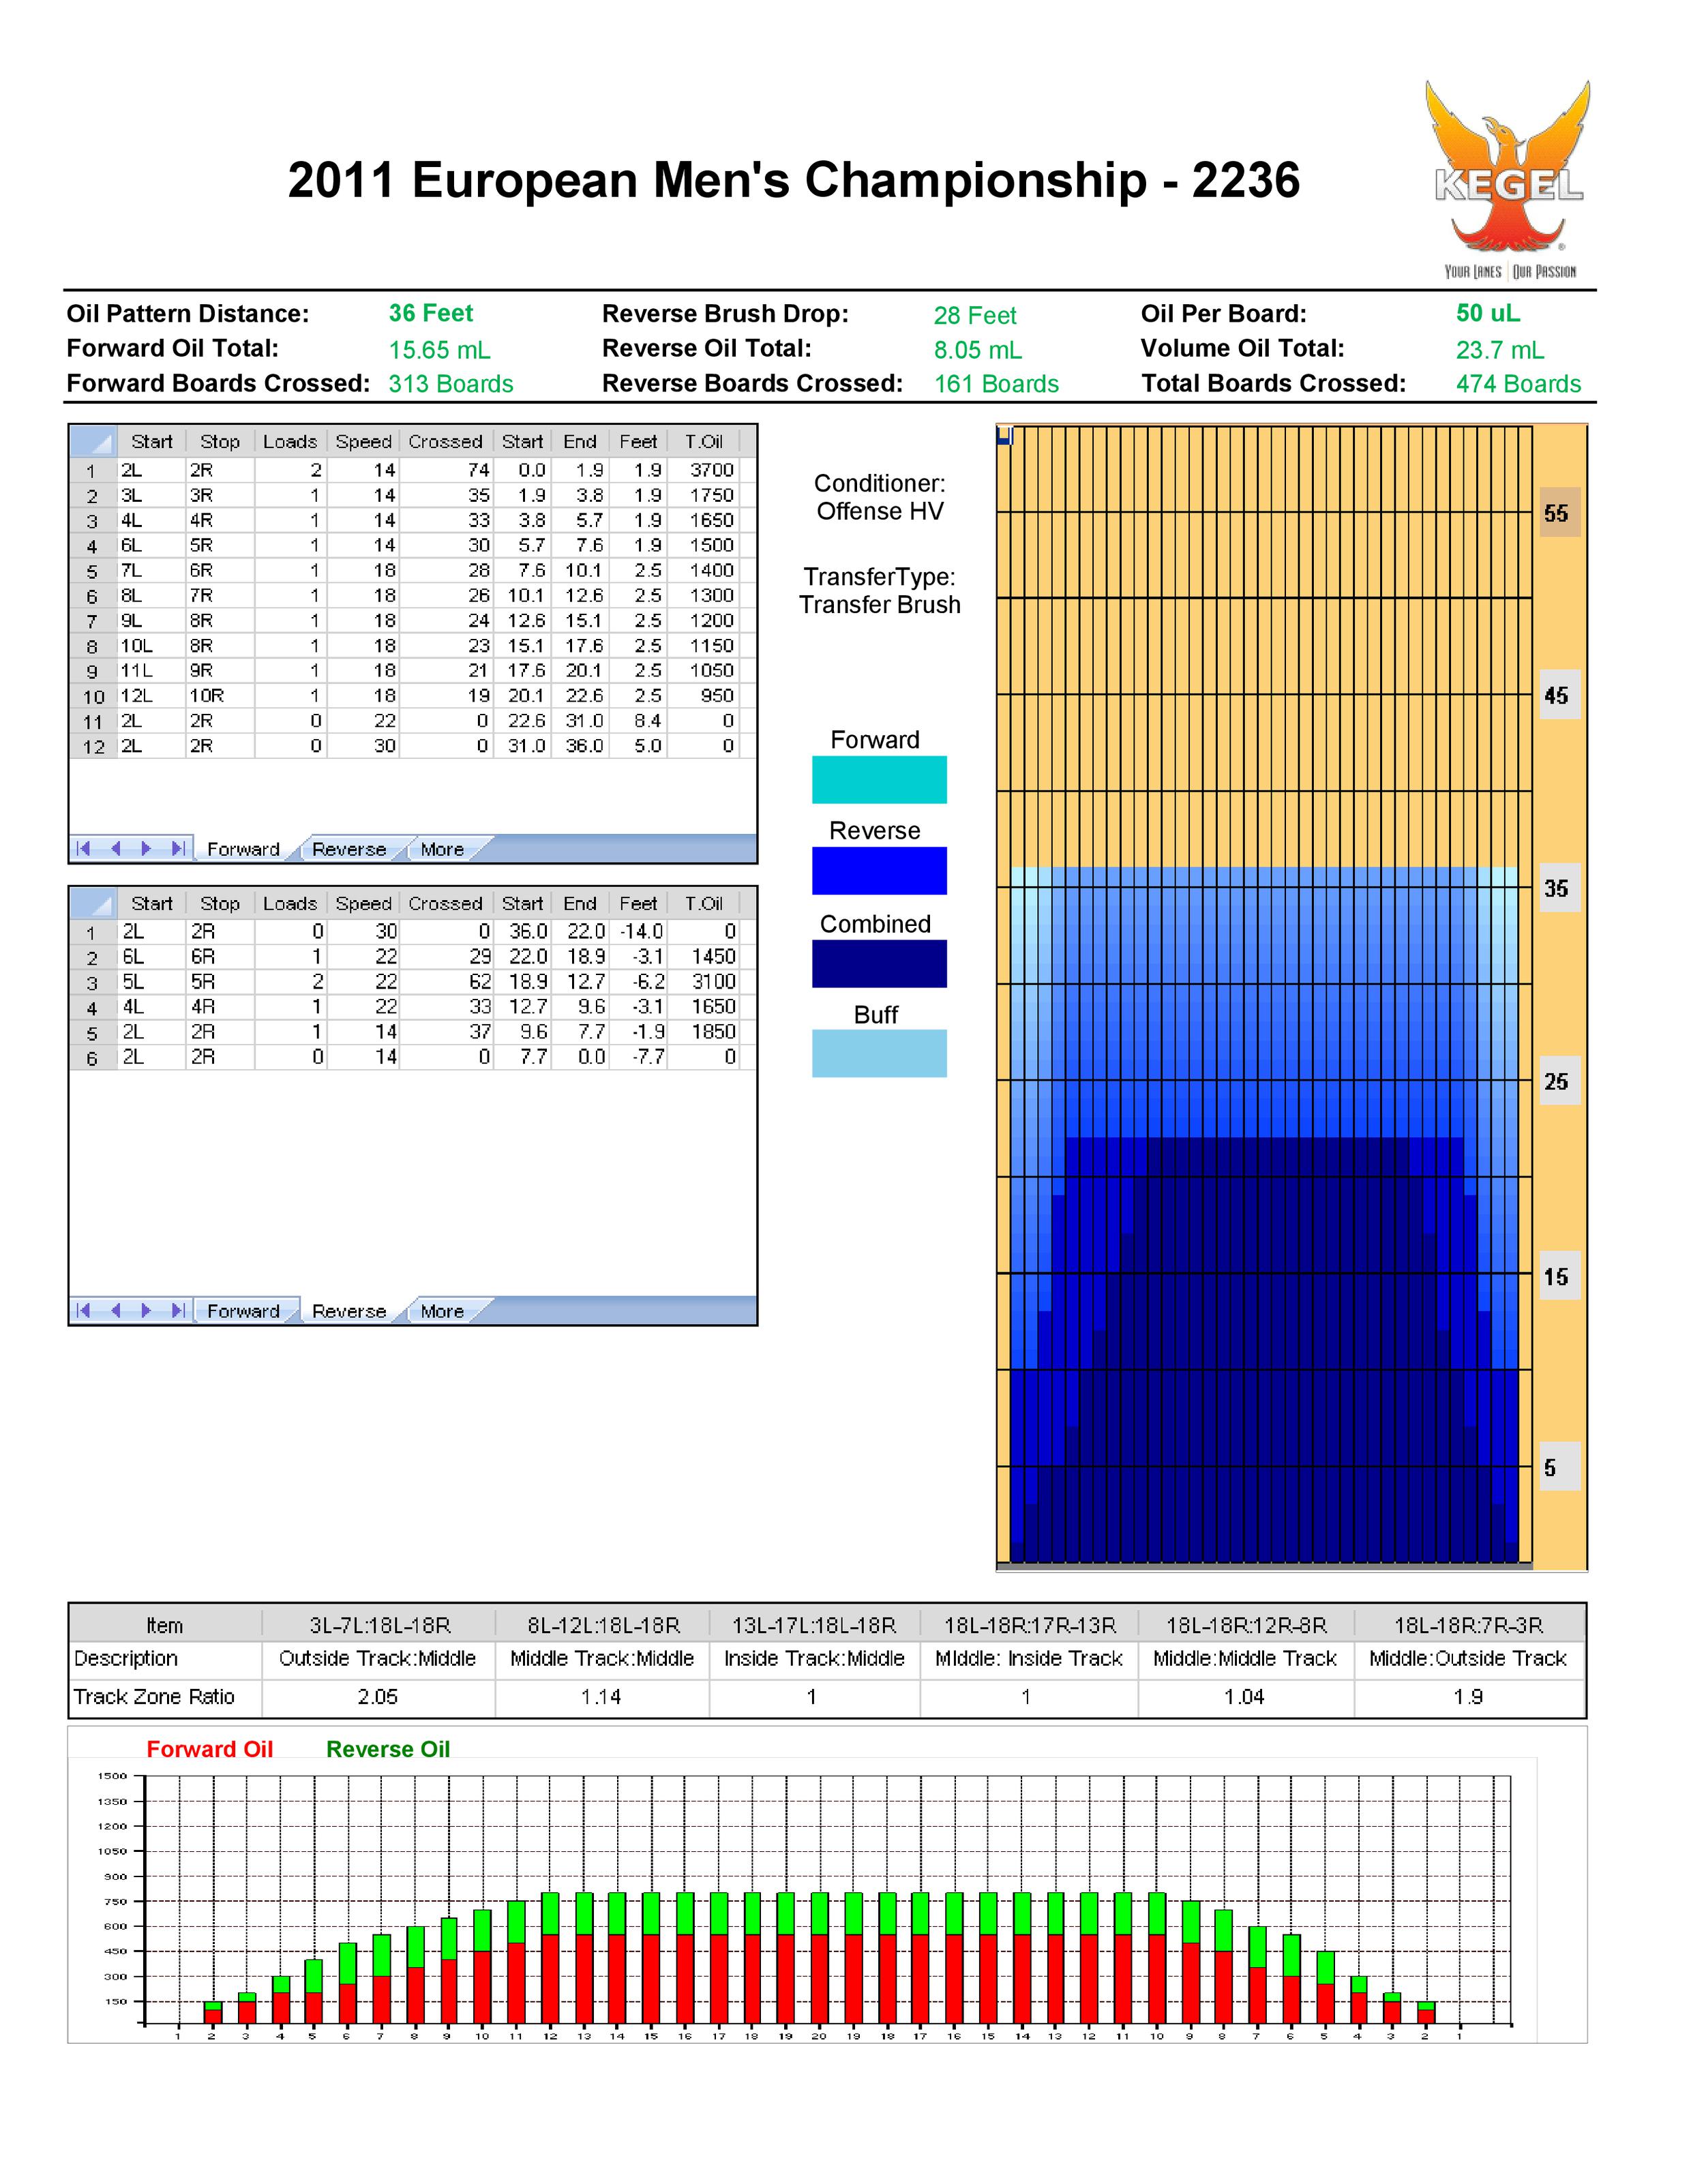 2011 European Men's Championship - 2236
KEGEL
®
YOUR LANES | OUR PASSION
Oil Pattern Distance: 36 Feet Reverse Brush Drop: 28 Feet Oil Per Board: 50 uL
Forward Oil Total: 15.65 mL Reverse Oil Total: 8.05 mL Volume Oil Total: 23.7 mL
Forward Boards Crossed: 313 Boards Reverse Boards Crossed: 161 Boards Total Boards Crossed: 474 Boards
Start Stop Loads Speed Crossed Start End Feet T.Oil
1 2L 2R 2 14 74 0.0 1.9 1.9 3700
2 3L 3R 1 14 35 1.9 3.8 1.9 1750
3 4L 4R 1 14 33 3.8 5.7 1.9 1650
4 6L 5R 1 14 30 5.7 7.6 1.9 1500
5 7L 6R 1 18 28 7.6 10.1 2.5 1400
6 8L 7R 1 18 26 10.1 12.6 2.5 1300
7 9L 8R 1 18 24 12.6 15.1 2.5 1200
8 10L 8R 1 18 23 15.1 17.6 2.5 1150
9 11L 9R 1 18 21 17.6 20.1 2.5 1050
10 12L 10R 1 18 19 20.1 22.6 2.5 950
11 2L 2R 0 22 0 22.6 31.0 8.4 0
12 2L 2R 0 30 0 31.0 36.0 5.0 0
Forward Reverse More
Start Stop Loads Speed Crossed Start End Feet T.Oil
1 2L 2R 0 30 0 36.0 22.0 -14.0 0
2 6L 6R 1 22 29 22.0 18.9 -3.1 1450
3 5L 5R 2 22 62 18.9 12.7 -6.2 3100
4 4L 4R 1 22 33 12.7 9.6 -3.1 1650
5 2L 2R 1 14 37 9.6 7.7 -1.9 1850
6 2L 2R 0 14 0 7.7 0.0 -7.7 0
Forward Reverse More
Conditioner:
Offense HV
TransferType:
Transfer Brush
Forward
Reverse
Combined
Buff
55
45
35
25
15
5
Item 3L-7L:18L-18R 8L-12L:18L-18R 13L-17L:18L-18R 18L-18R:17R-13R 18L-18R:12R-8R 18L-18R:7R-3R
Description Outside Track:Middle Middle Track:Middle Inside Track:Middle MIddle: Inside Track Middle:Middle Track Middle:Outside Track
Track Zone Ratio 2.05 1.14 1 1 1.04 1.9
Forward Oil Reverse Oil
1500
1350
1200
1050
900
750
600
450
300
150
1 2 3 4 5 6 7 8 9 10 11 12 13 14 15 16 17 18 19 20 19 18 17 16 15 14 13 12 11 10 9 8 7 6 5 4 3 2 1